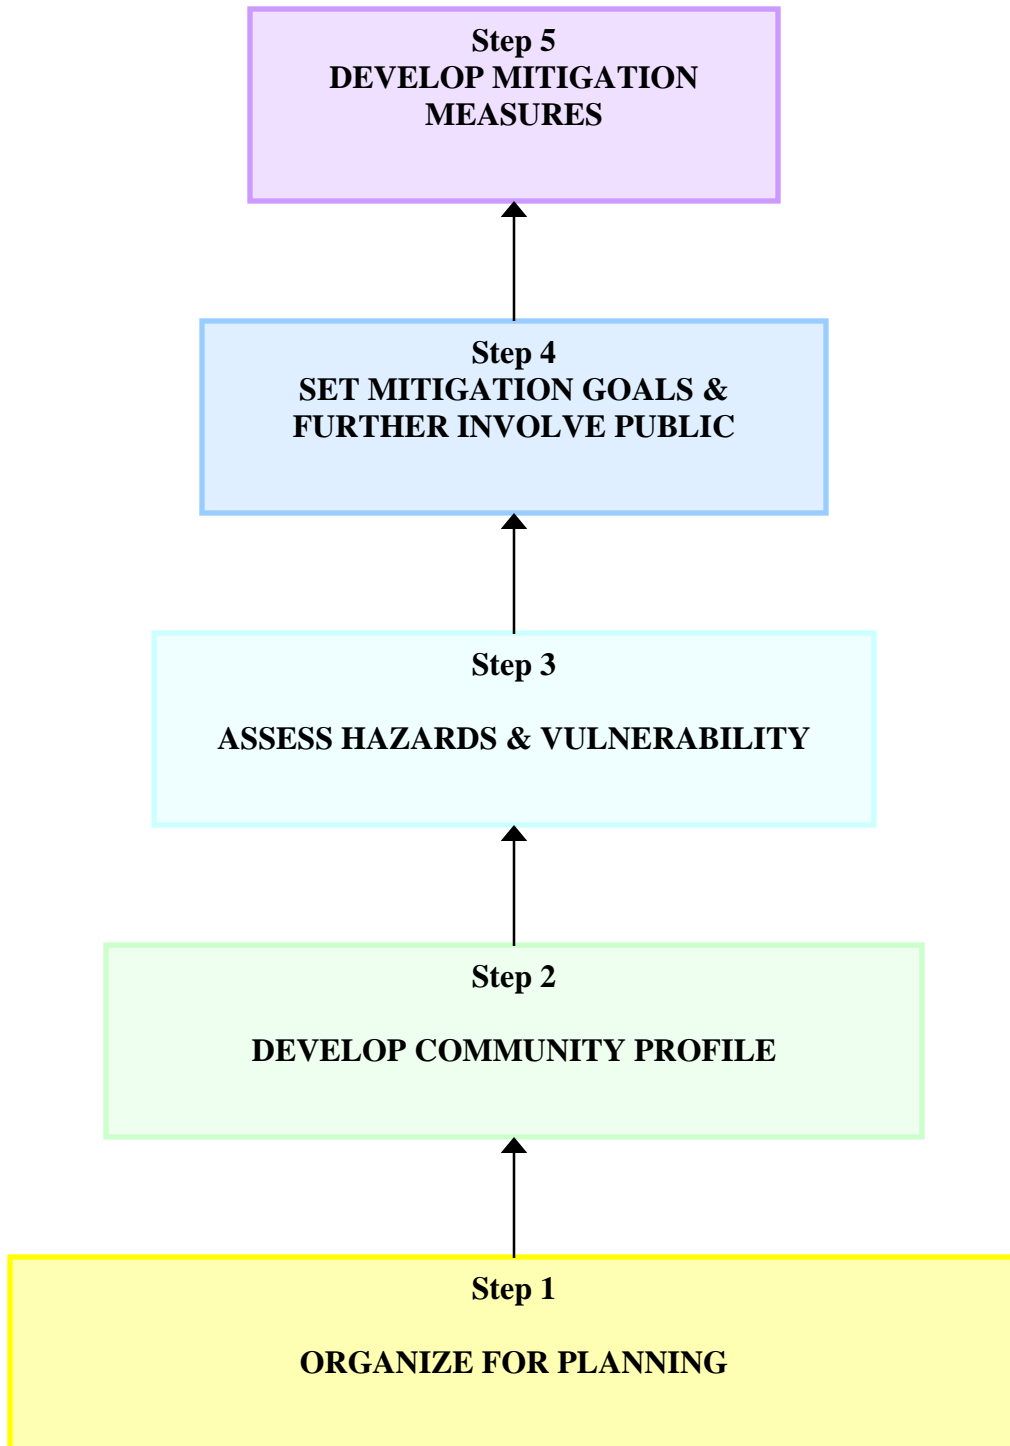 Step 5
DEVELOP MITIGATION
MEASURES
Step 4
SET MITIGATION GOALS &
FURTHER INVOLVE PUBLIC
Step 3
ASSESS HAZARDS & VULNERABILITY
Step 2
DEVELOP COMMUNITY PROFILE
Step 1
ORGANIZE FOR PLANNING